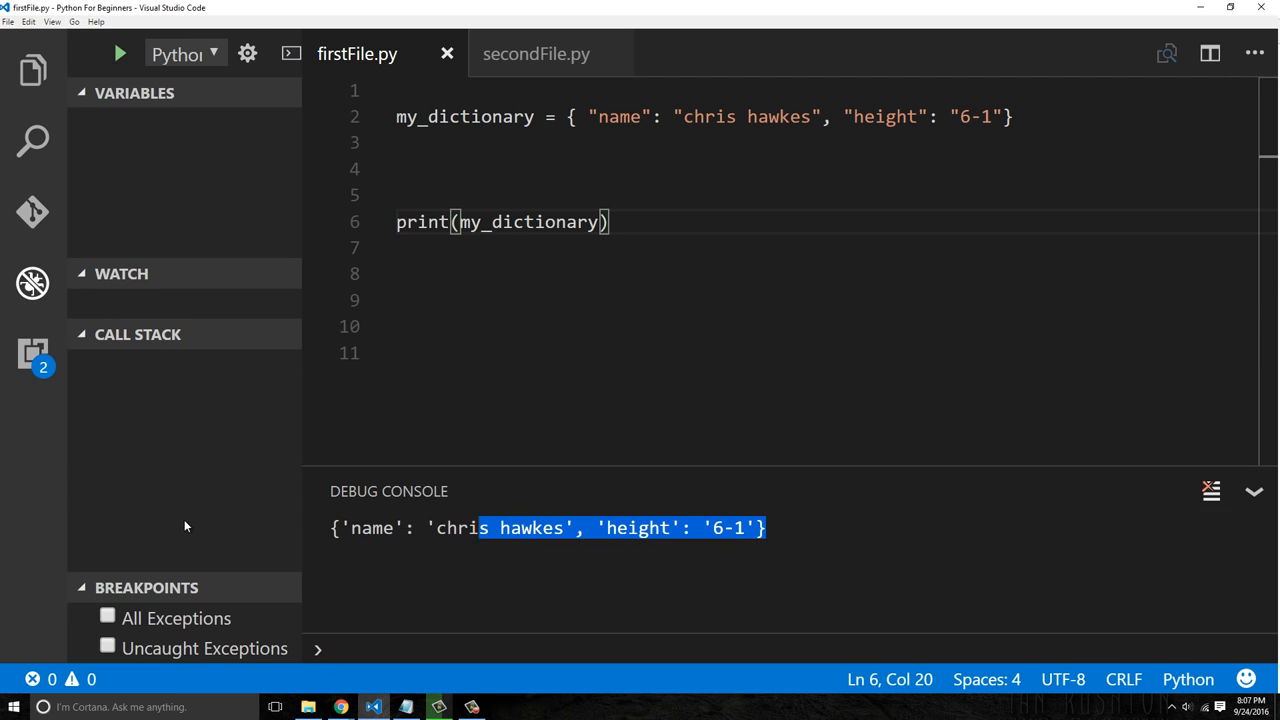 firstFile.py - Python For Beginners - Visual Studio Code
File Edit View Go Help
Python
firstFile.py
secondFile.py
VARIABLES
WATCH
CALL STACK
BREAKPOINTS
All Exceptions
Uncaught Exceptions
2
1
2 my_dictionary = { "name": "chris hawkes", "height": "6-1"}
3
4
5
6 print(my_dictionary)
7
8
9
10
11
DEBUG CONSOLE
{'name': 'chris hawkes', 'height': '6-1'}
0 0 Ln 6, Col 20 Spaces: 4 UTF-8 CRLF Python
I'm Cortana. Ask me anything.
8:07 PM
9/24/2016